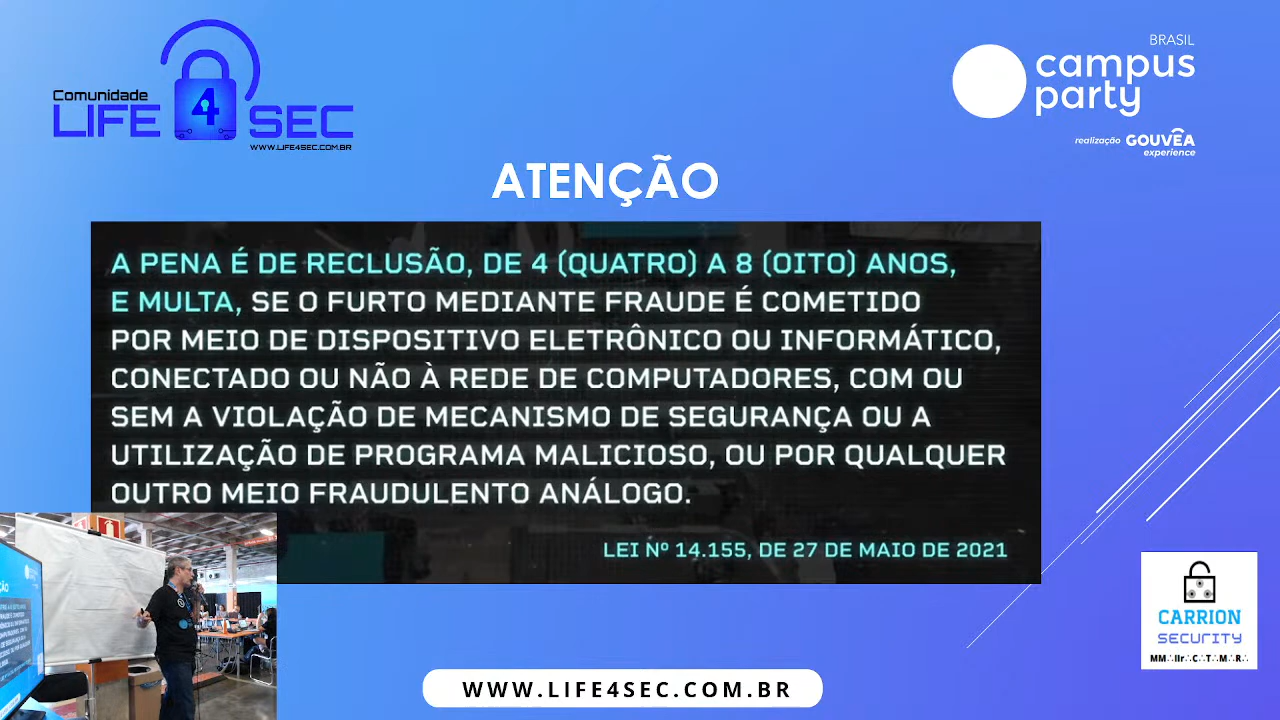 Comunidade
LIFE 4 SEC
WWW.LIFE4SEC.COM.BR
BRASIL
campus
party
realização GOUVÊA
experience
ATENÇÃO
A PENA É DE RECLUSÃO, DE 4 (QUATRO) A 8 (OITO) ANOS,
E MULTA, SE O FURTO MEDIANTE FRAUDE É COMETIDO
POR MEIO DE DISPOSITIVO ELETRÔNICO OU INFORMÁTICO,
CONECTADO OU NÃO À REDE DE COMPUTADORES, COM OU
SEM A VIOLAÇÃO DE MECANISMO DE SEGURANÇA OU A
UTILIZAÇÃO DE PROGRAMA MALICIOSO, OU POR QUALQUER
OUTRO MEIO FRAUDULENTO ANÁLOGO.
LEI Nº 14.155, DE 27 DE MAIO DE 2021
CARRION
SECURITY
WWW.LIFE4SEC.COM.BR